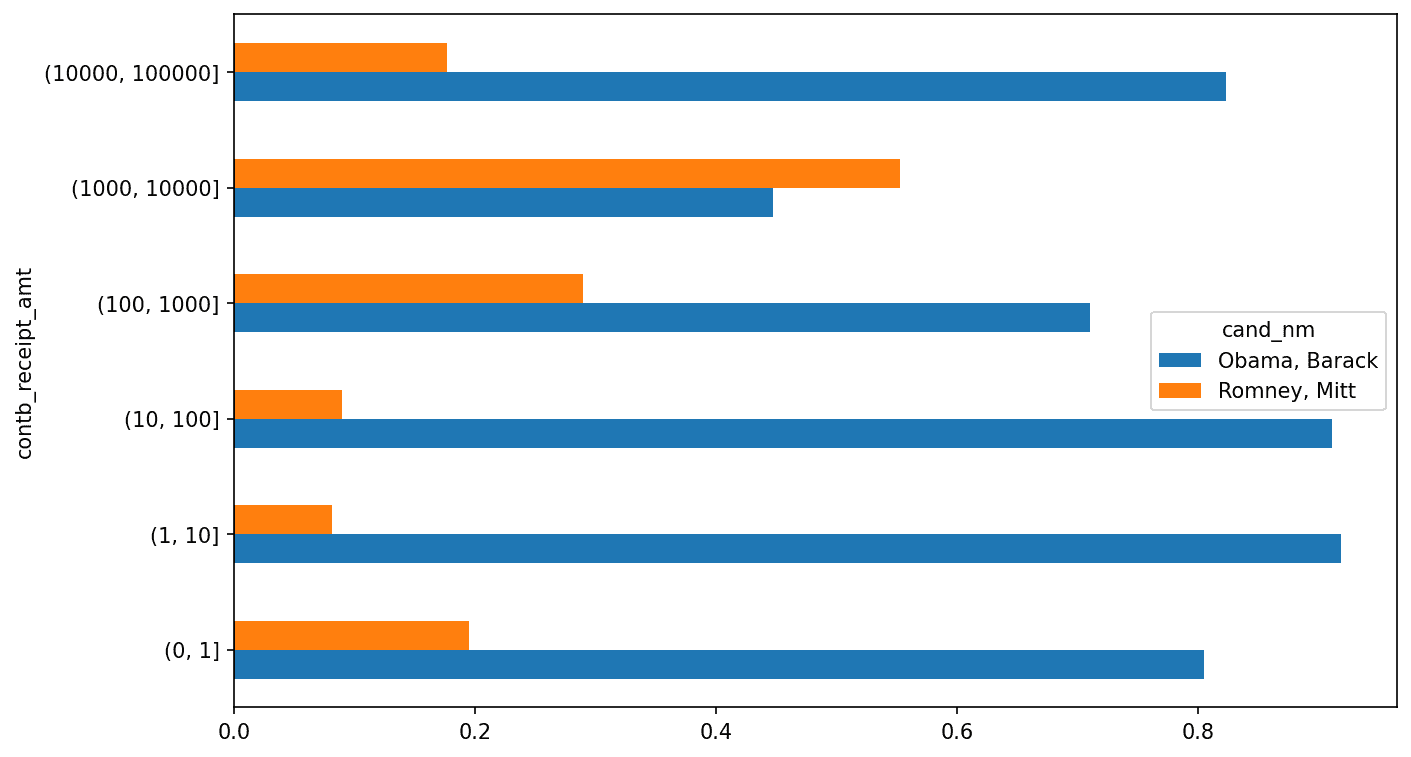 (10000, 100000]
(1000, 10000]
(100, 1000]
(10, 100]
(1, 10]
(0, 1]
contb_receipt_amt
cand_nm
Obama, Barack
Romney, Mitt
0.0 0.2 0.4 0.6 0.8